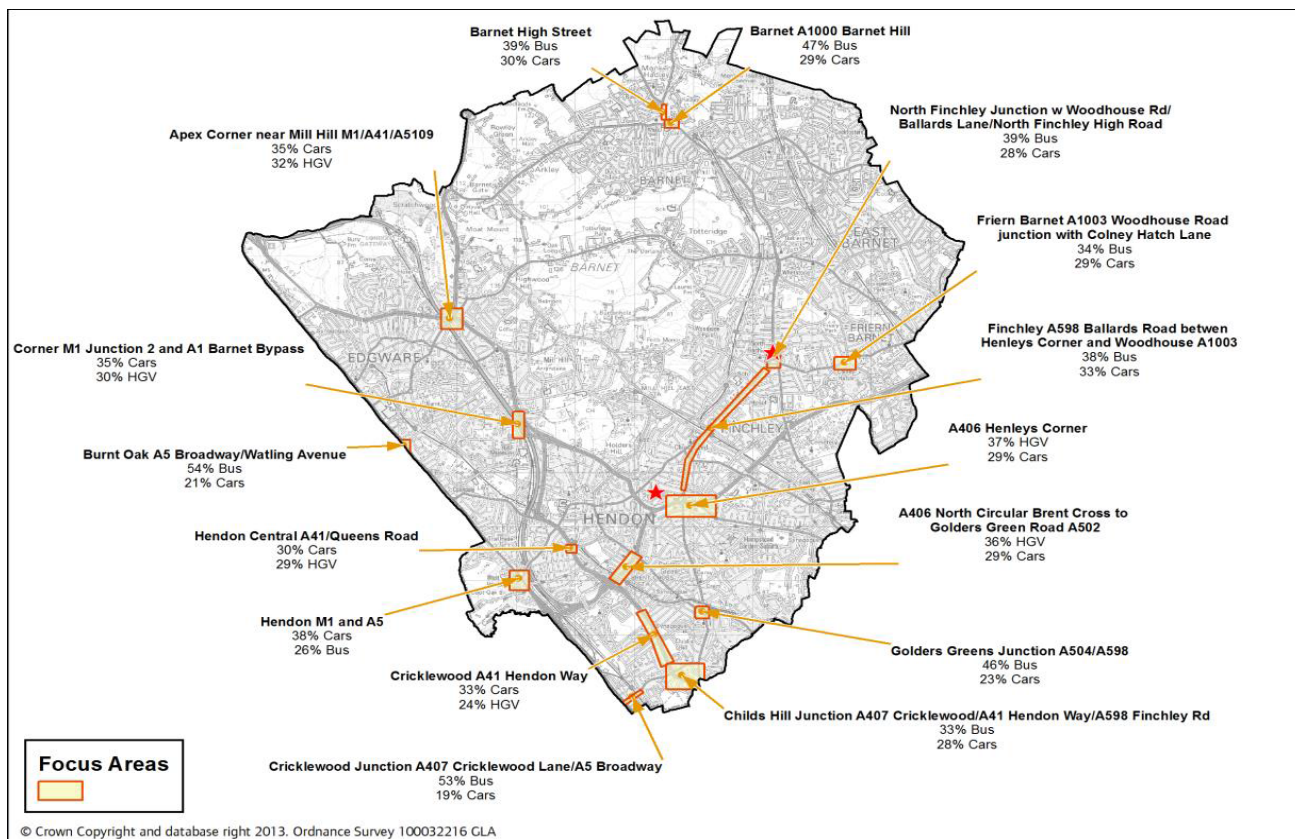 Barnet High Street
39% Bus
30% Cars
Barnet A1000 Barnet Hill
47% Bus
29% Cars
Apex Corner near Mill Hill M1/A41/A5109
35% Cars
32% HGV
North Finchley Junction w Woodhouse Rd/
Ballards Lane/North Finchley High Road
39% Bus
28% Cars
Friern Barnet A1003 Woodhouse Road
junction with Colney Hatch Lane
34% Bus
29% Cars
Corner M1 Junction 2 and A1 Barnet Bypass
35% Cars
30% HGV
Finchley A598 Ballards Road betwen
Henleys Corner and Woodhouse A1003
38% Bus
33% Cars
Burnt Oak A5 Broadway/Watling Avenue
54% Bus
21% Cars
A406 Henleys Corner
37% HGV
29% Cars
Hendon Central A41/Queens Road
30% Cars
29% HGV
A406 North Circular Brent Cross to
Golders Green Road A502
36% HGV
29% Cars
Hendon M1 and A5
38% Cars
26% Bus
Cricklewood A41 Hendon Way
33% Cars
24% HGV
Golders Greens Junction A504/A598
46% Bus
23% Cars
Childs Hill Junction A407 Cricklewood/A41 Hendon Way/A598 Finchley Rd
33% Bus
28% Cars
Cricklewood Junction A407 Cricklewood Lane/A5 Broadway
53% Bus
19% Cars
BARNET
Arkley
Totteridge
EAST
BARNET
BARNET
EDGWARE
FRIERN
BARNET
FINCHLEY
HENDON
Focus Areas
© Crown Copyright and database right 2013. Ordnance Survey 100032216 GLA